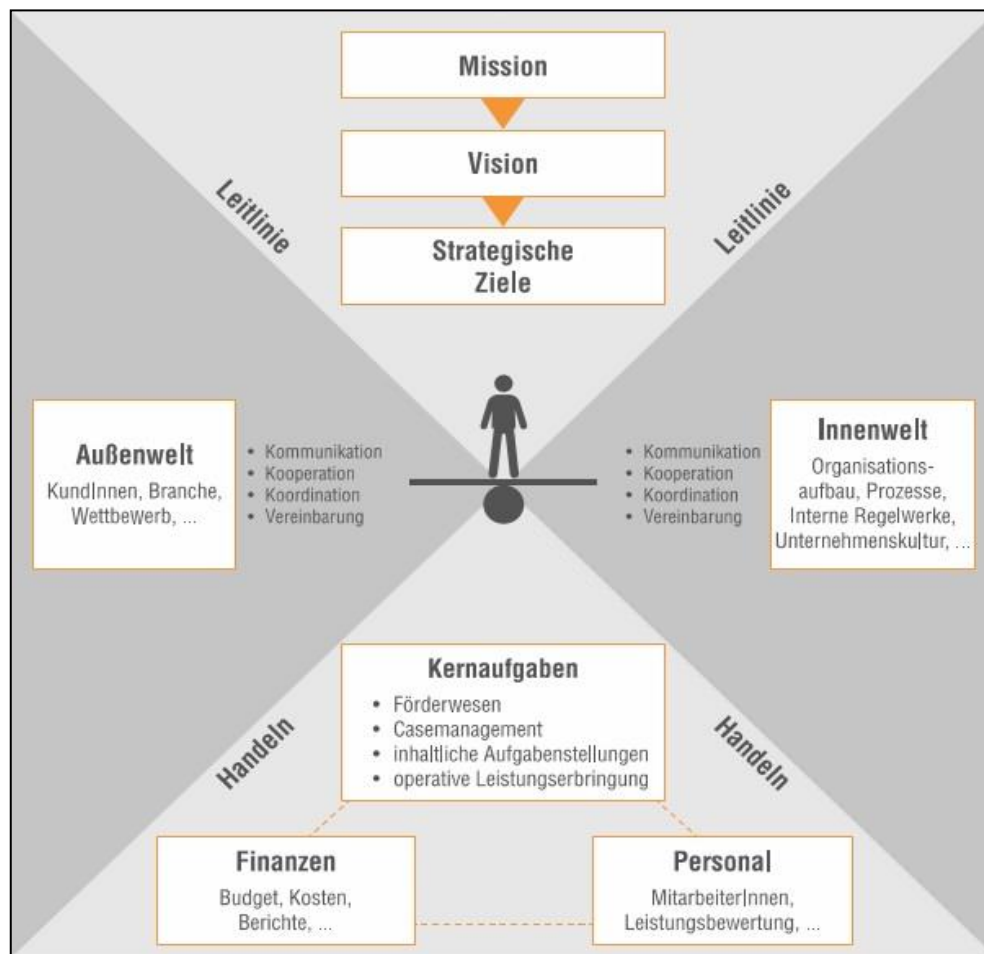 Mission
Vision
Strategische
Ziele
Leitlinie
Leitlinie
Außenwelt
KundInnen, Branche,
Wettbewerb, ...
• Kommunikation
• Kooperation
• Koordination
• Vereinbarung
• Kommunikation
• Kooperation
• Koordination
• Vereinbarung
Innenwelt
Organisations-
aufbau, Prozesse,
Interne Regelwerke,
Unternehmenskultur, ...
Kernaufgaben
• Förderwesen
• Casemanagement
• inhaltliche Aufgabenstellungen
• operative Leistungserbringung
Handeln
Handeln
Finanzen
Budget, Kosten,
Berichte, ...
Personal
MitarbeiterInnen,
Leistungsbewertung, ...